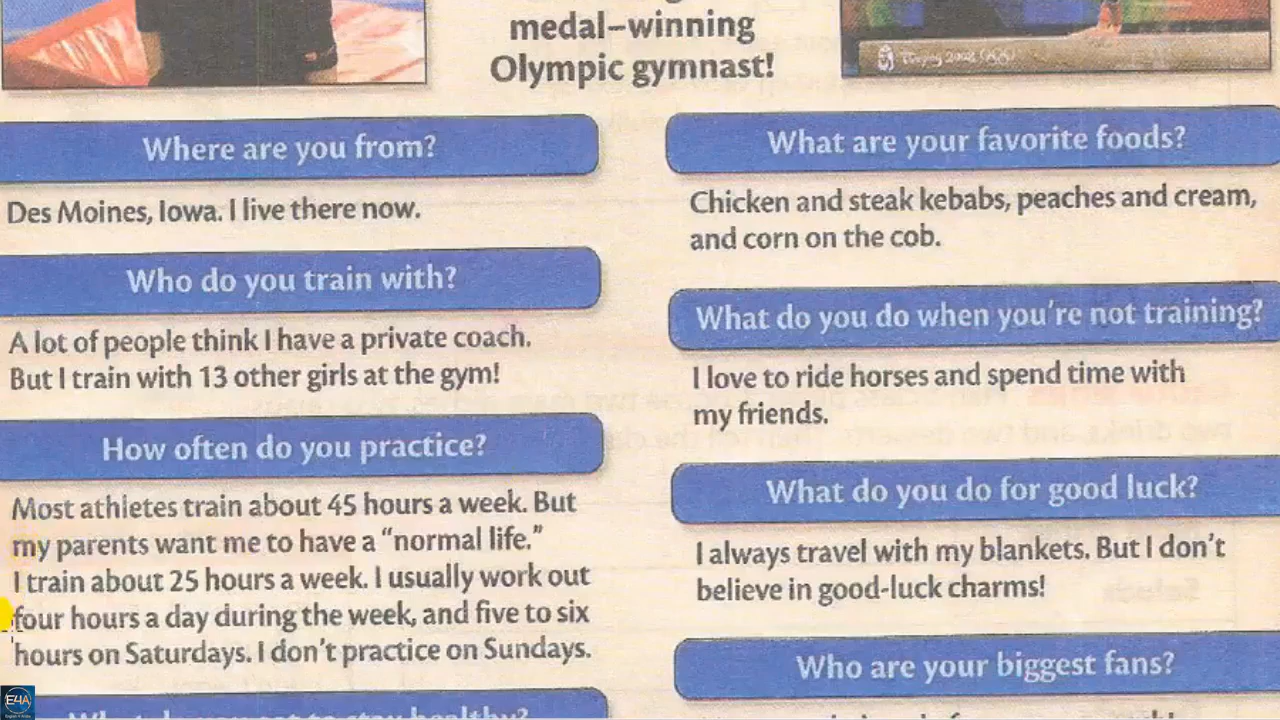 medal–winning
Olympic gymnast!
Where are you from?
Des Moines, Iowa. I live there now.
Who do you train with?
A lot of people think I have a private coach.
But I train with 13 other girls at the gym!
How often do you practice?
Most athletes train about 45 hours a week. But
my parents want me to have a “normal life.”
I train about 25 hours a week. I usually work out
four hours a day during the week, and five to six
hours on Saturdays. I don't practice on Sundays.
What are your favorite foods?
Chicken and steak kebabs, peaches and cream,
and corn on the cob.
What do you do when you're not training?
I love to ride horses and spend time with
my friends.
What do you do for good luck?
I always travel with my blankets. But I don't
believe in good-luck charms!
Who are your biggest fans?
E4A